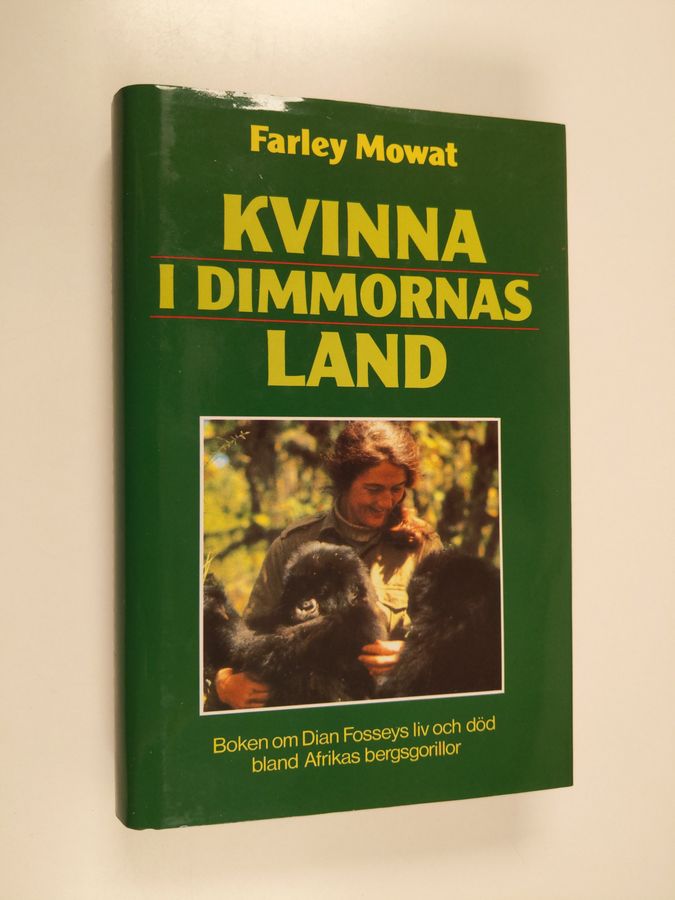 Farley Mowat
KVINNA
I DIMMORNAS
LAND
Boken om Dian Fosseys liv och död
bland Afrikas bergsgorillor